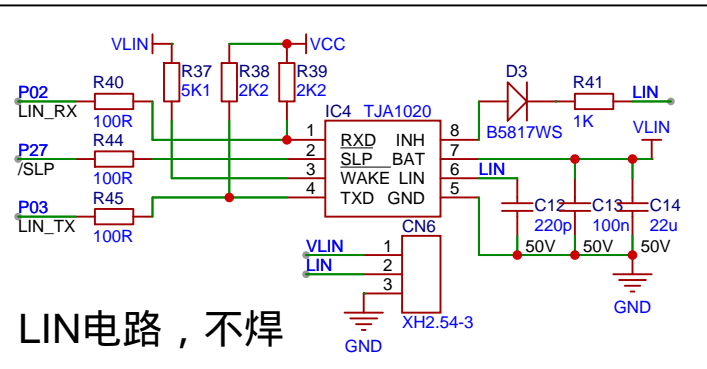 VLIN
VCC
P02
LIN_RX
R40
100R
R37
5K1
R38
2K2
R39
2K2
IC4 TJA1020
D3
B5817WS
R41
1K
LIN
P27
/SLP
R44
100R
1 RXD INH 8
2 SLP BAT 7
3 WAKE LIN 6
4 TXD GND 5
LIN
VLIN
P03
LIN_TX
R45
100R
C12
220p
50V
C13
100n
50V
C14
22u
50V
GND
CN6
VLIN 1
LIN 2
3
XH2.54-3
GND
LIN电路，不焊